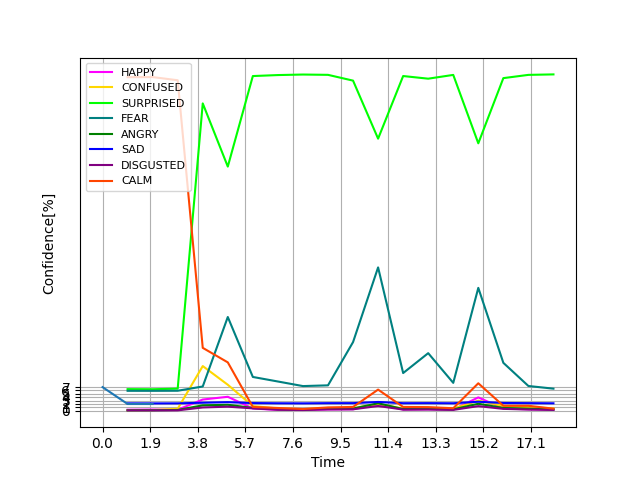 HAPPY
CONFUSED
SURPRISED
FEAR
ANGRY
SAD
DISGUSTED
CALM
Confidence[%]
0.0 1.9 3.8 5.7 7.6 9.5 11.4 13.3 15.2 17.1
Time